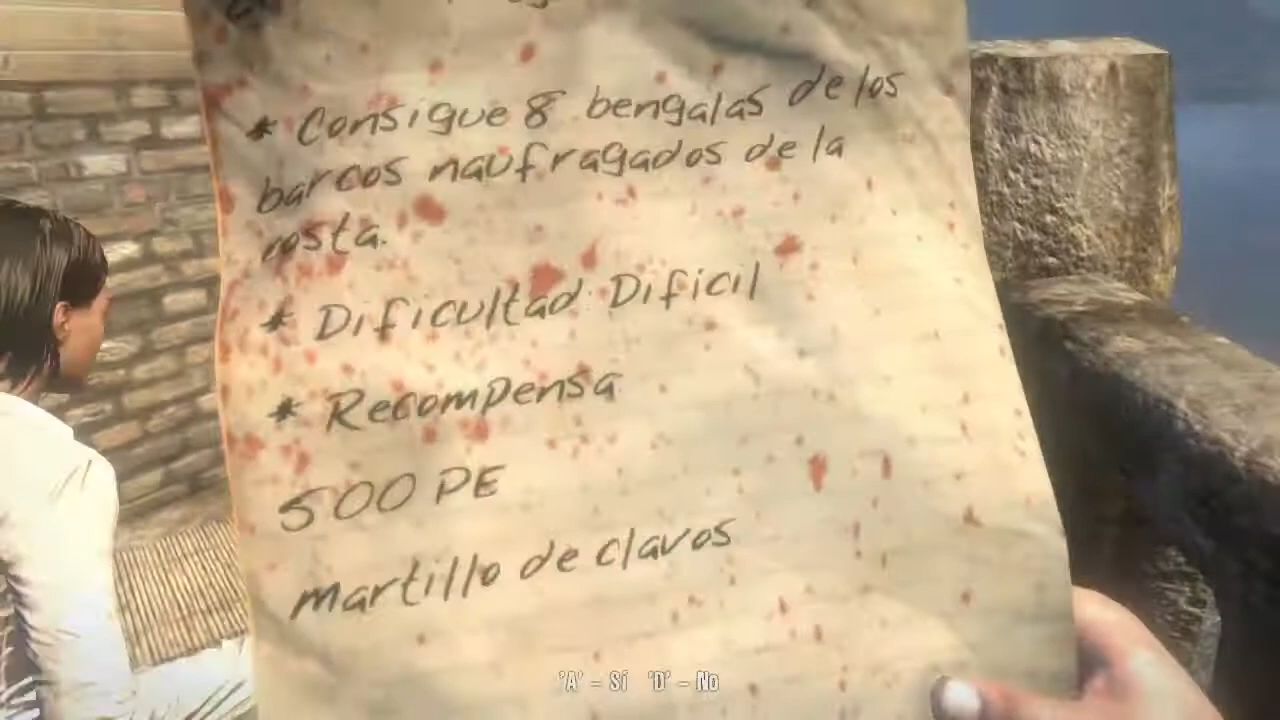 * Consigue 8 bengalas de los
barcos naufragados de la
costa.
* Dificultad: Dificil
* Recompensa
500 PE
martillo de clavos
'A' - Sí 'D' - No